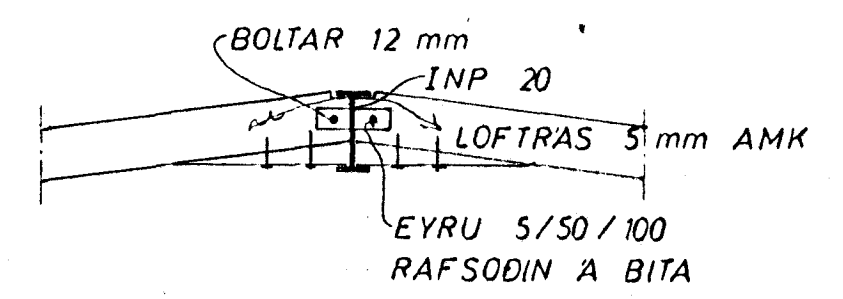 BOLTAR 12 mm
INP 20
LOFTRÁS 5 mm AMK
EYRU 5/50/100
RAFSOÐIN Á BITA